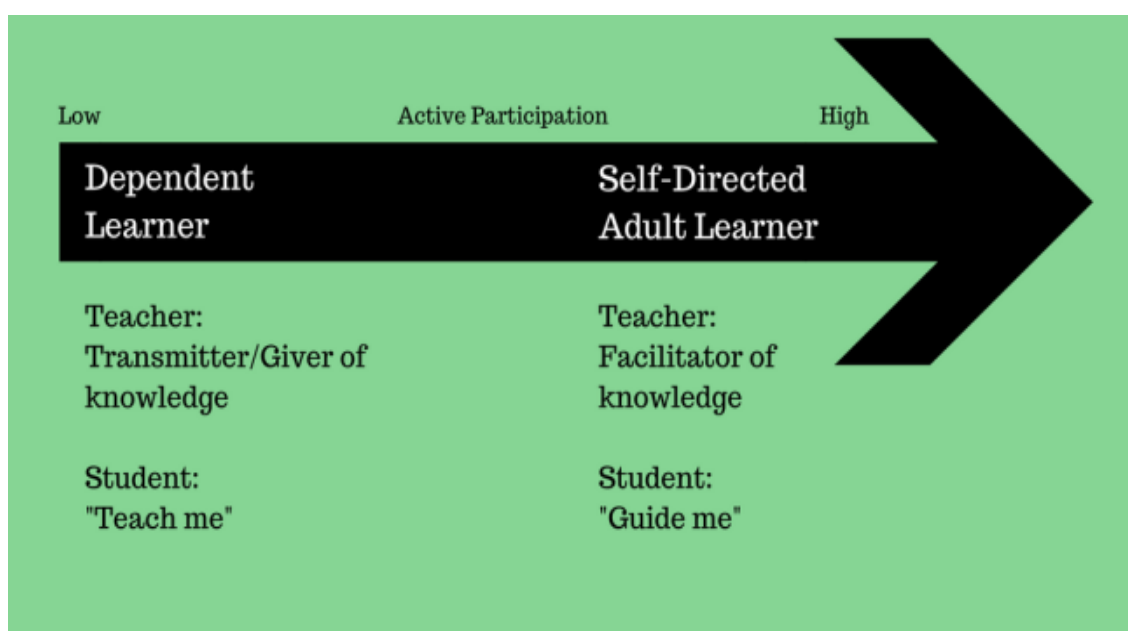 Low Active Participation High
Dependent
Learner
Self-Directed
Adult Learner
Teacher:
Transmitter/Giver of
knowledge
Student:
"Teach me"
Teacher:
Facilitator of
knowledge
Student:
"Guide me"